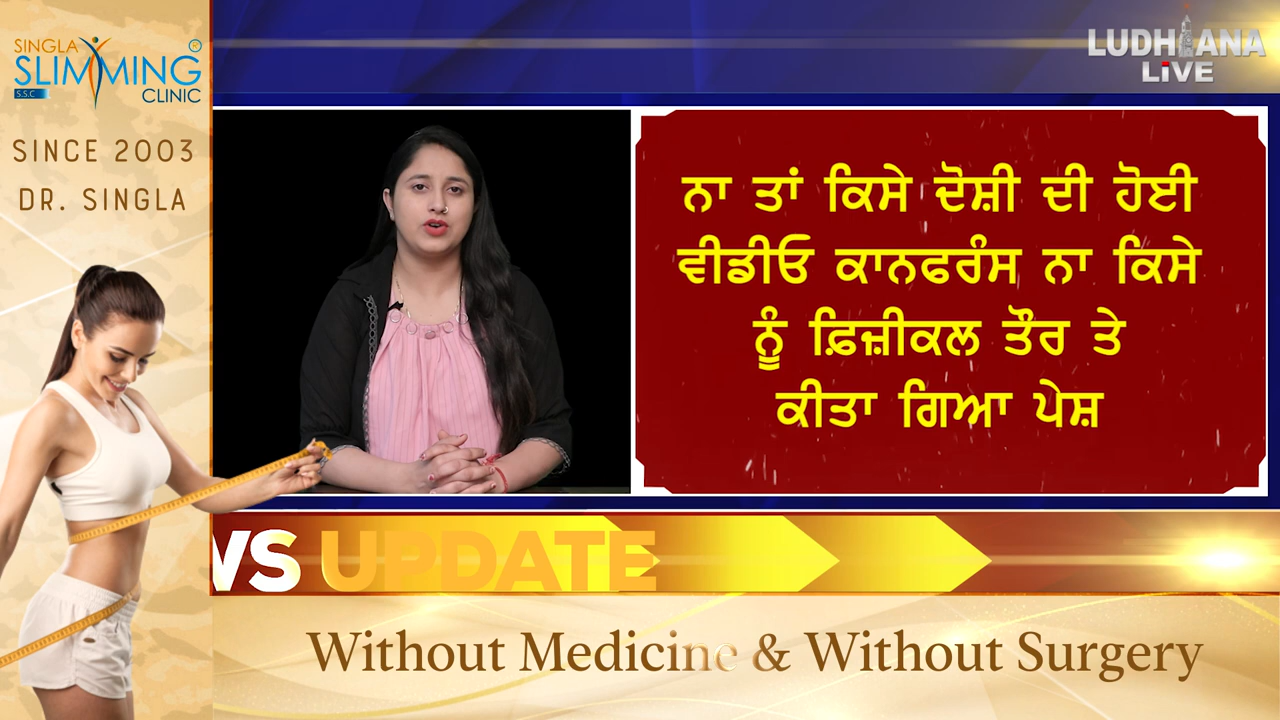 SINGLA
SLIMMING
S.S.C
CLINIC
SINCE 2003
DR. SINGLA
LUDHIANA
LiVE
ਨਾ ਤਾਂ ਕਿਸੇ ਦੋਸ਼ੀ ਦੀ ਹੋਈ
ਵੀਡੀਓ ਕਾਨਫਰੰਸ ਨਾ ਕਿਸੇ
ਨੂੰ ਫ਼ਿਜ਼ੀਕਲ ਤੌਰ ਤੇ
ਕੀਤਾ ਗਿਆ ਪੇਸ਼
WS UPDATE
Without Medicine & Without Surgery